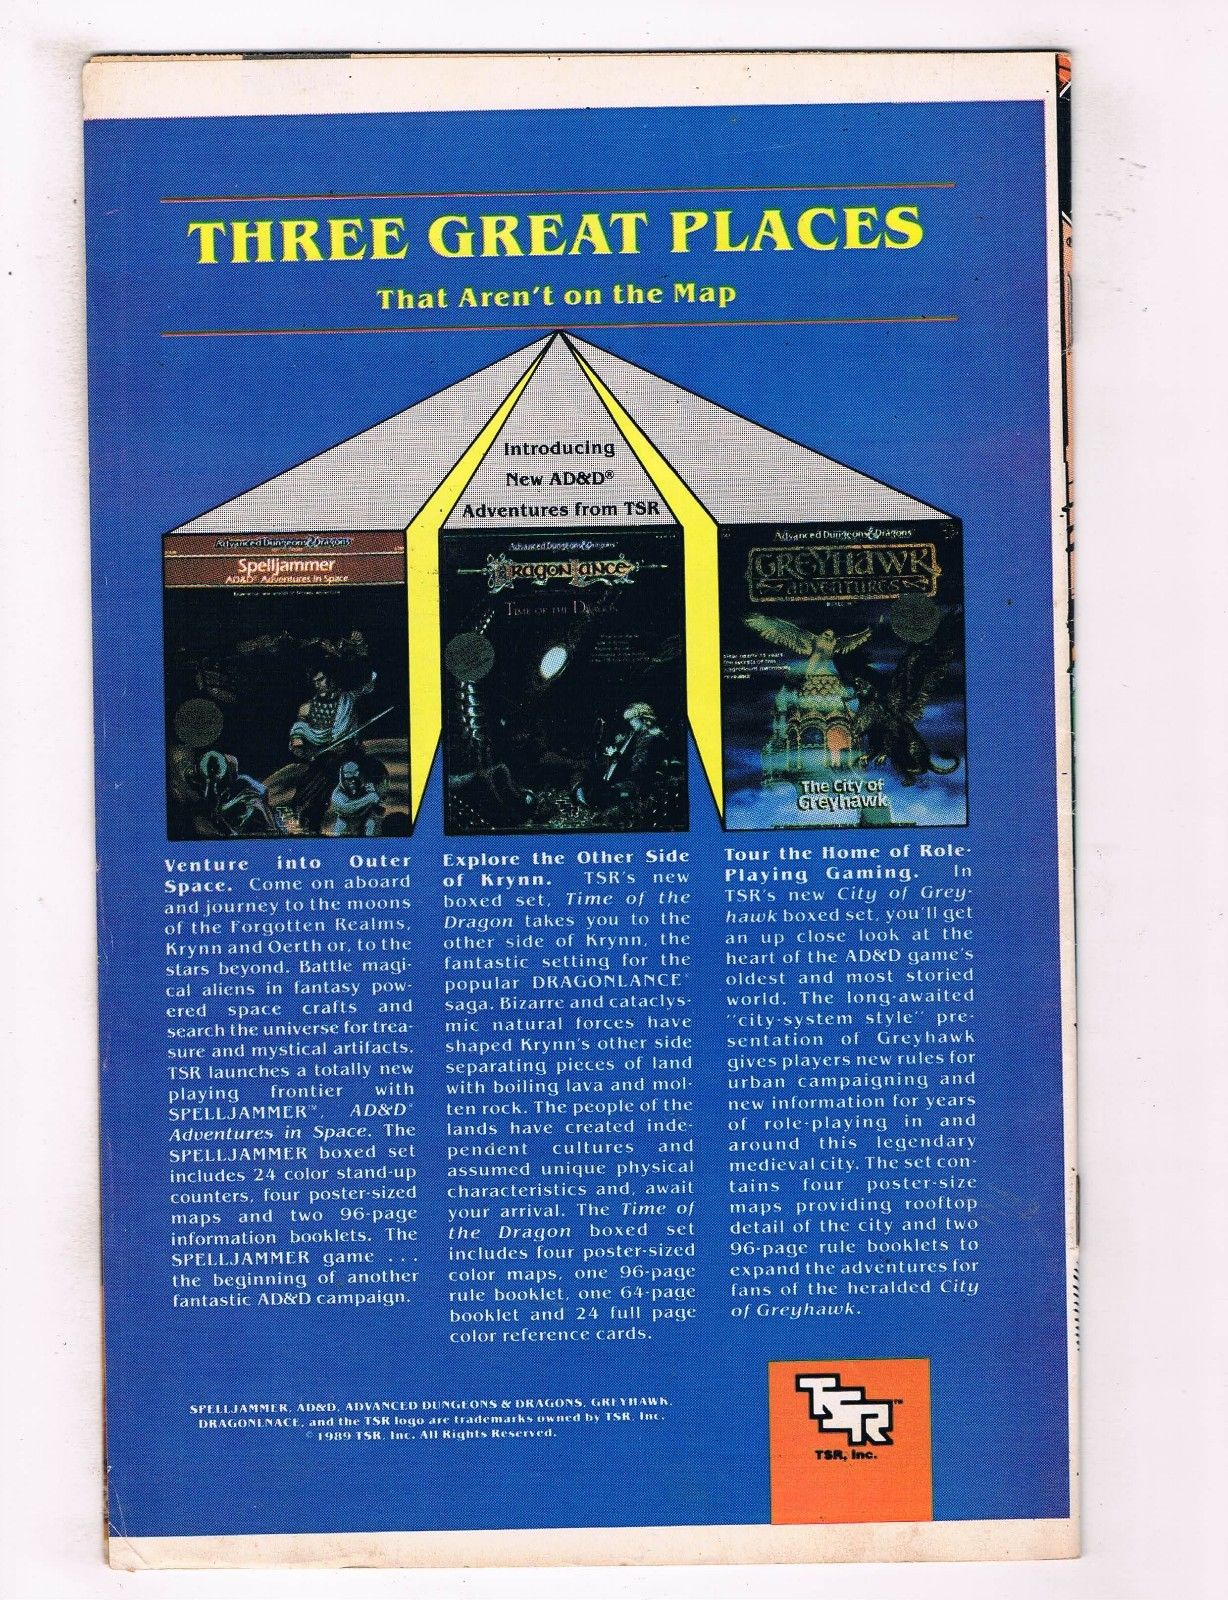 THREE GREAT PLACES
That Aren't on the Map
Introducing
New AD&D®
Adventures from TSR
Advanced Dungeons & Dragons
Spelljammer
AD&D® Adventures in Space
Advanced Dungeons & Dragons
DRAGONLANCE
TIME OF THE DRAGON
Advanced Dungeons & Dragons
GREYHAWK
ADVENTURES
The City of
Greyhawk
Venture into Outer
Space. Come on aboard
and journey to the moons
of the Forgotten Realms,
Krynn and Oerth or, to the
stars beyond. Battle magi-
cal aliens in fantasy pow-
ered space crafts and
search the universe for trea-
sure and mystical artifacts.
TSR launches a totally new
playing frontier with
SPELLJAMMER™, AD&D®
Adventures in Space. The
SPELLJAMMER boxed set
includes 24 color stand-up
counters, four poster-sized
maps and two 96-page
information booklets. The
SPELLJAMMER game . . .
the beginning of another
fantastic AD&D campaign.
Explore the Other Side
of Krynn. TSR's new
boxed set, Time of the
Dragon takes you to the
other side of Krynn, the
fantastic setting for the
popular DRAGONLANCE®
saga. Bizarre and cataclys-
mic natural forces have
shaped Krynn's other side
separating pieces of land
with boiling lava and mol-
ten rock. The people of the
lands have created inde-
pendent cultures and
assumed unique physical
characteristics and, await
your arrival. The Time of
the Dragon boxed set
includes four poster-sized
color maps, one 96-page
rule booklet, one 64-page
booklet and 24 full page
color reference cards.
Tour the Home of Role-
Playing Gaming. In
TSR's new City of Grey-
hawk boxed set, you'll get
an up close look at the
heart of the AD&D game's
oldest and most storied
world. The long-awaited
"city-system style" pre-
sentation of Greyhawk
gives players new rules for
urban campaigning and
new information for years
of role-playing in and
around this legendary
medieval city. The set con-
tains four poster-size
maps providing rooftop
detail of the city and two
96-page rule booklets to
expand the adventures for
fans of the heralded City
of Greyhawk.
SPELLJAMMER, AD&D, ADVANCED DUNGEONS & DRAGONS, GREYHAWK,
DRAGONLNACE, and the TSR logo are trademarks owned by TSR, Inc.
© 1989 TSR, Inc. All Rights Reserved.
TSR™
TSR, Inc.